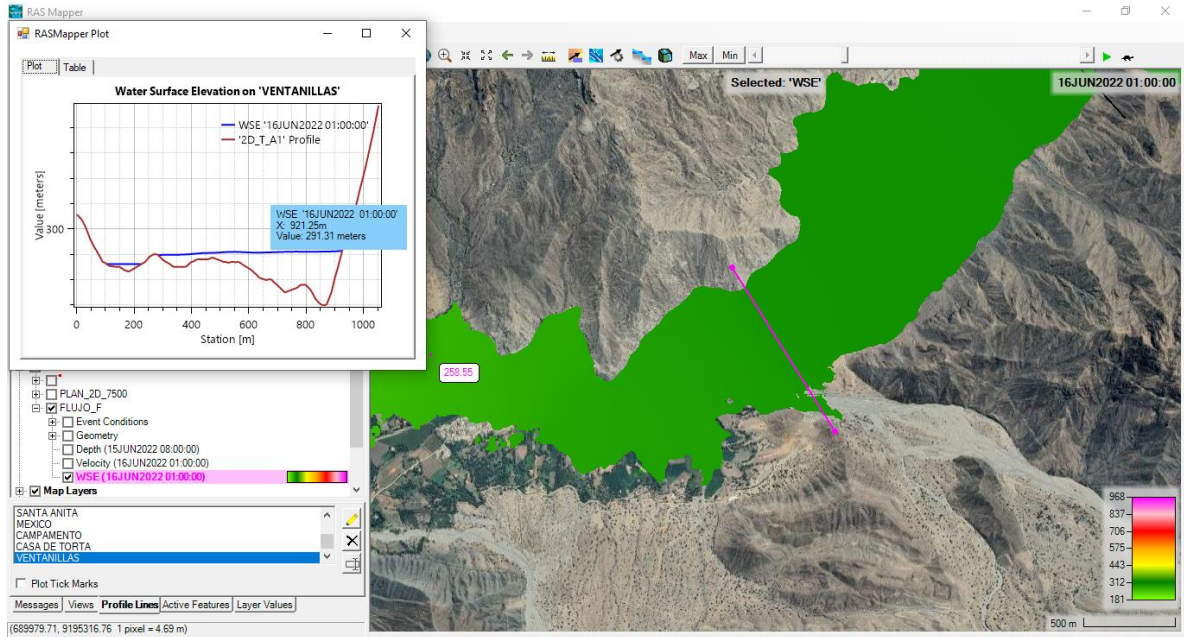 RAS Mapper
RASMapper Plot
Plot
Table
Water Surface Elevation on 'VENTANILLAS'
WSE '16JUN2022 01:00:00'
'2D_T_A1' Profile
WSE '16JUN2022 01:00:00'
X: 921.25m
Value: 291.31 meters
Value [meters]
300
0 200 400 600 800 1000
Station [m]
Max Min
Selected: 'WSE'
16JUN2022 01:00:00
258.55
PLAN_2D_7500
FLUJO_F
Event Conditions
Geometry
Depth (15JUN2022 08:00:00)
Velocity (16JUN2022 01:00:00)
WSE (16JUN2022 01:00:00)
Map Layers
SANTA ANITA
MEXICO
CAMPAMENTO
CASA DE TORTA
VENTANILLAS
Plot Tick Marks
Messages Views Profile Lines Active Features Layer Values
(689979.71, 9195316.76 1 pixel = 4.69 m)
968
837
706
575
443
312
181
500 m